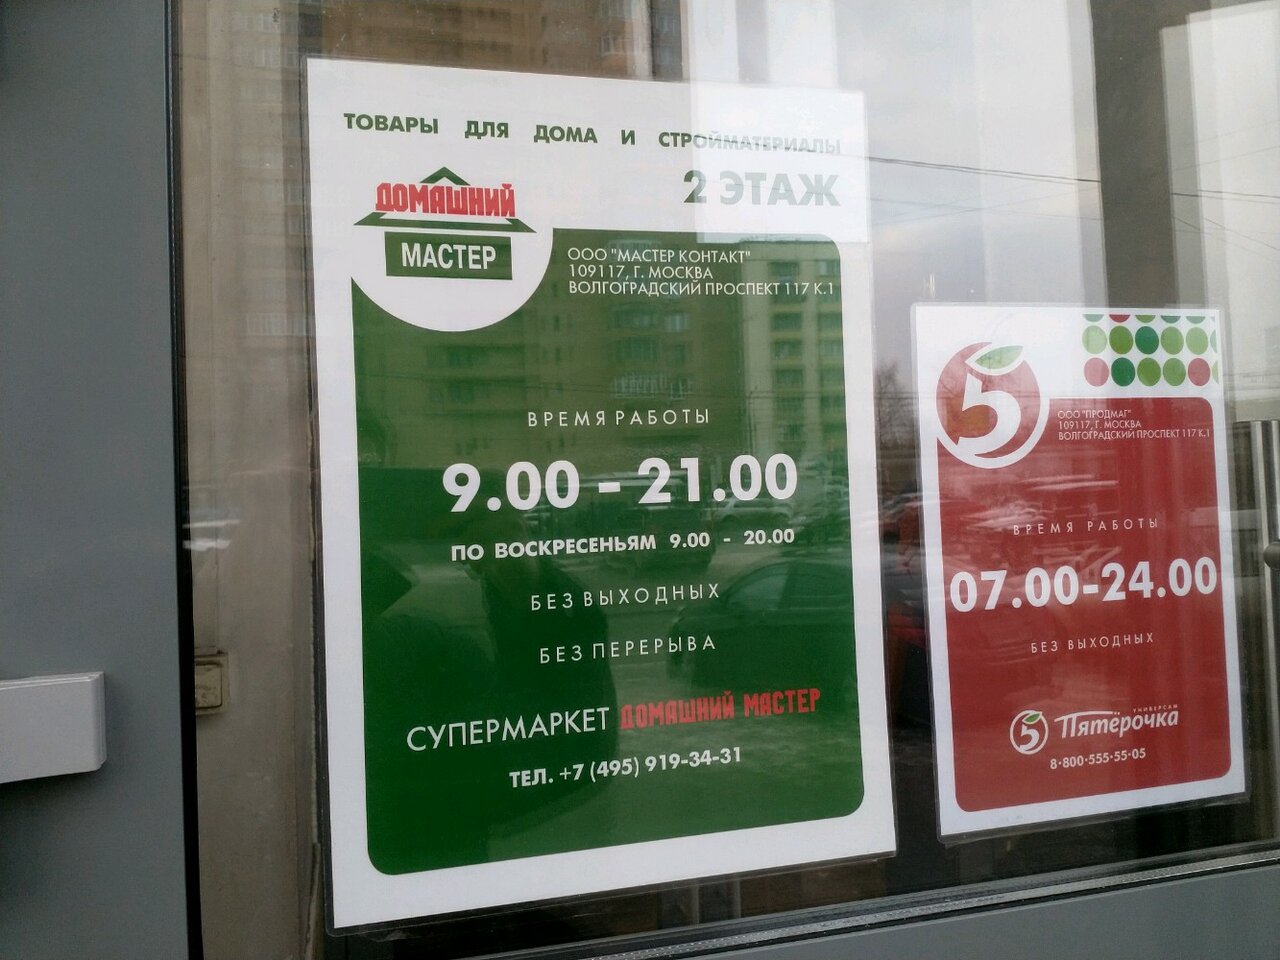 ТОВАРЫ ДЛЯ ДОМА И СТРОЙМАТЕРИАЛЫ
2 ЭТАЖ
ДОМАШНИЙ
МАСТЕР
ООО "МАСТЕР КОНТАКТ"
109117, Г. МОСКВА
ВОЛГОГРАДСКИЙ ПРОСПЕКТ 117 К.1
ВРЕМЯ РАБОТЫ
9.00 - 21.00
ПО ВОСКРЕСЕНЬЯМ 9.00 - 20.00
БЕЗ ВЫХОДНЫХ
БЕЗ ПЕРЕРЫВА
СУПЕРМАРКЕТ ДОМАШНИЙ МАСТЕР
ТЕЛ. +7 (495) 919-34-31
5
ООО "ПРОДМАГ"
109117, Г. МОСКВА
ВОЛГОГРАДСКИЙ ПРОСПЕКТ 117 К.1
ВРЕМЯ РАБОТЫ
07.00-24.00
БЕЗ ВЫХОДНЫХ
УНИВЕРСАМ
5 Пятёрочка
8-800-555-55-05